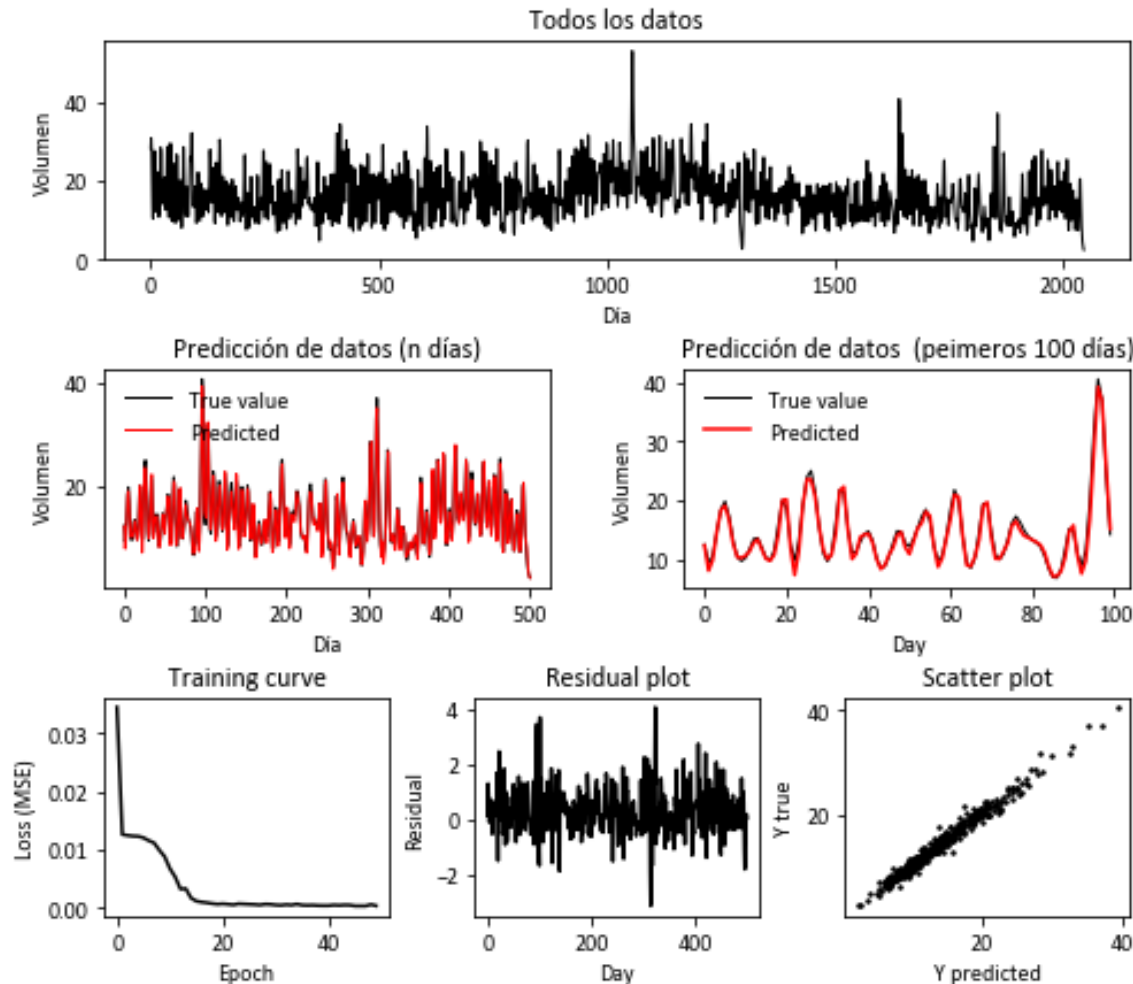 Todos los datos
Volumen
40
20
0
0 500 1000 1500 2000
Día
Predicción de datos (n días)
Volumen
40
20
True value
Predicted
0 100 200 300 400 500
Día
Predicción de datos (peimeros 100 días)
Volumen
40
30
20
10
True value
Predicted
0 20 40 60 80 100
Day
Training curve
Loss (MSE)
0.03
0.02
0.01
0.00
0 20 40
Epoch
Residual plot
Residual
4
2
0
−2
0 200 400
Day
Scatter plot
Y true
40
20
20 40
Y predicted